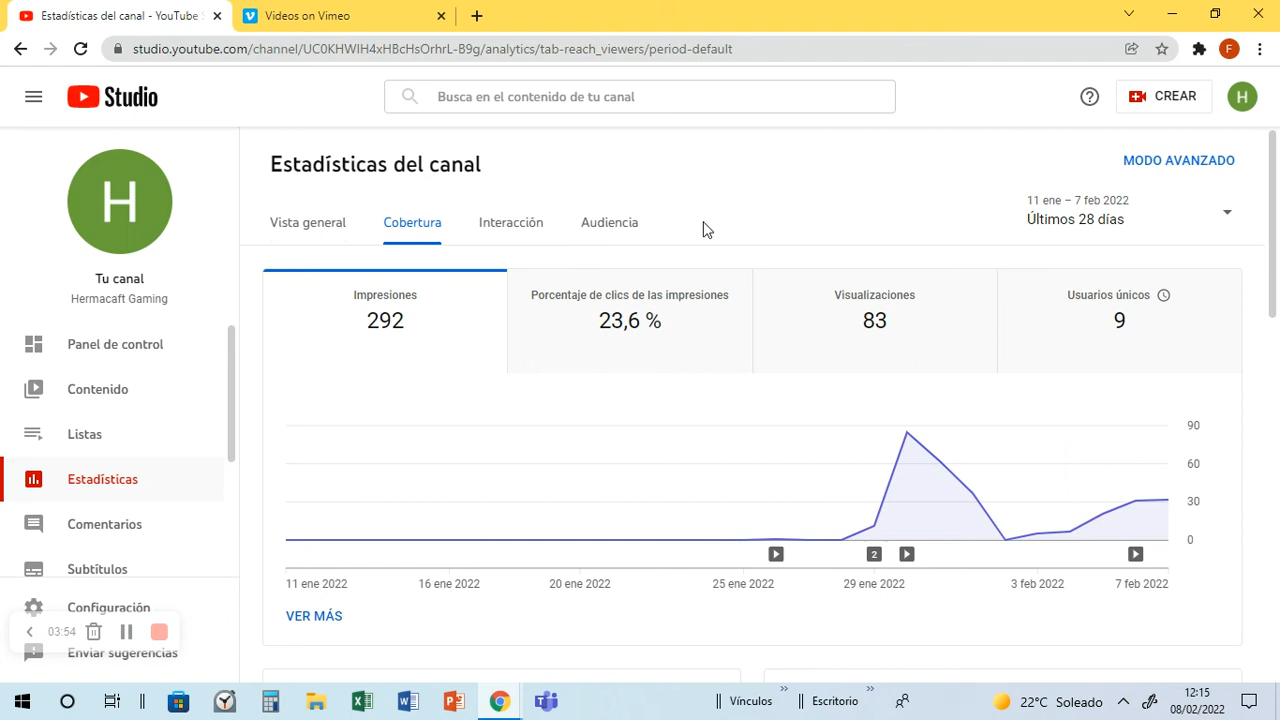 Estadísticas del canal - YouTube S
Videos on Vimeo
studio.youtube.com/channel/UC0KHWIH4xHBcHsOrhrL-B9g/analytics/tab-reach_viewers/period-default
F
Studio
Busca en el contenido de tu canal
CREAR
H
H
Tu canal
Hermacaft Gaming
Panel de control
Contenido
Listas
Estadísticas
Comentarios
Subtítulos
Configuración
03:54
Enviar sugerencias
Estadísticas del canal
MODO AVANZADO
11 ene – 7 feb 2022
Últimos 28 días
Vista general
Cobertura
Interacción
Audiencia
Impresiones
292
Porcentaje de clics de las impresiones
23,6 %
Visualizaciones
83
Usuarios únicos
9
90
60
30
0
2
11 ene 2022
16 ene 2022
20 ene 2022
25 ene 2022
29 ene 2022
3 feb 2022
7 feb 2022
VER MÁS
Vínculos
Escritorio
22°C Soleado
12:15
08/02/2022